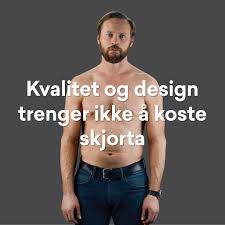 Kvalitet og design
trenger ikke å koste
skjorta